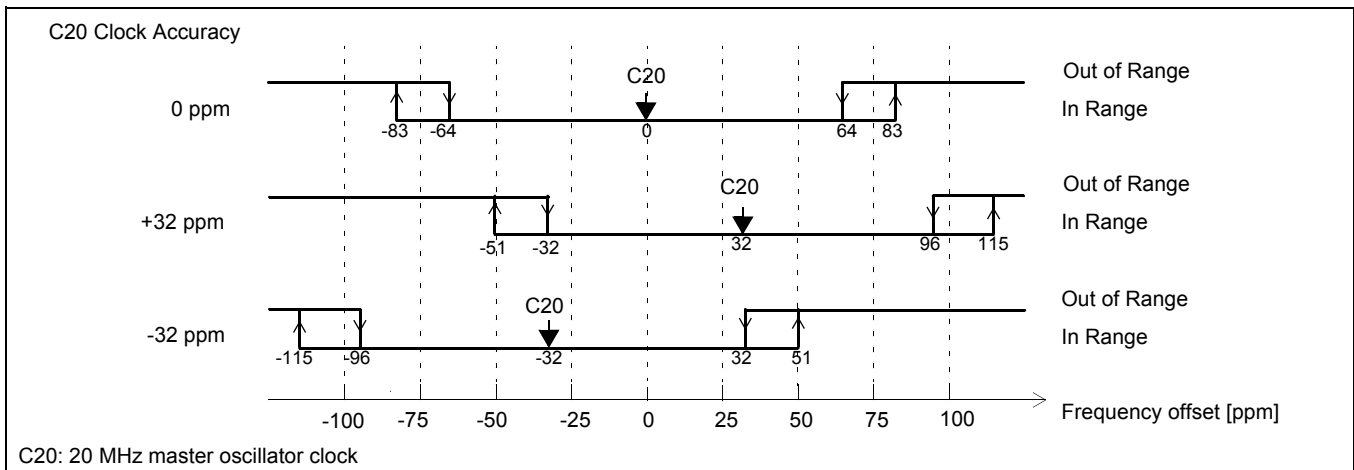 C20 Clock Accuracy
C20
Out of Range
0 ppm
In Range
-83 -64 0 64 83
C20
Out of Range
+32 ppm
In Range
-51 -32 32 96 115
C20
Out of Range
-32 ppm
In Range
-115 -96 -32 32 51
-100 -75 -50 -25 0 25 50 75 100 Frequency offset [ppm]
C20: 20 MHz master oscillator clock